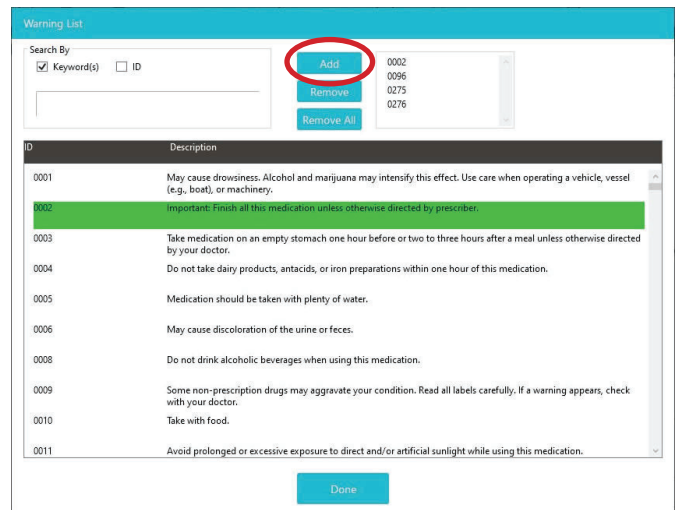 Warning List
Search By
Keyword(s) ID
Add
Remove
Remove All
0002
0096
0275
0276
ID Description
0001 May cause drowsiness. Alcohol and marijuana may intensify this effect. Use care when operating a vehicle, vessel
(e.g., boat), or machinery.
0002 Important: Finish all this medication unless otherwise directed by prescriber.
0003 Take medication on an empty stomach one hour before or two to three hours after a meal unless otherwise directed
by your doctor.
0004 Do not take dairy products, antacids, or iron preparations within one hour of this medication.
0005 Medication should be taken with plenty of water.
0006 May cause discoloration of the urine or feces.
0008 Do not drink alcoholic beverages when using this medication.
0009 Some non-prescription drugs may aggravate your condition. Read all labels carefully. If a warning appears, check
with your doctor.
0010 Take with food.
0011 Avoid prolonged or excessive exposure to direct and/or artificial sunlight while using this medication.
Done